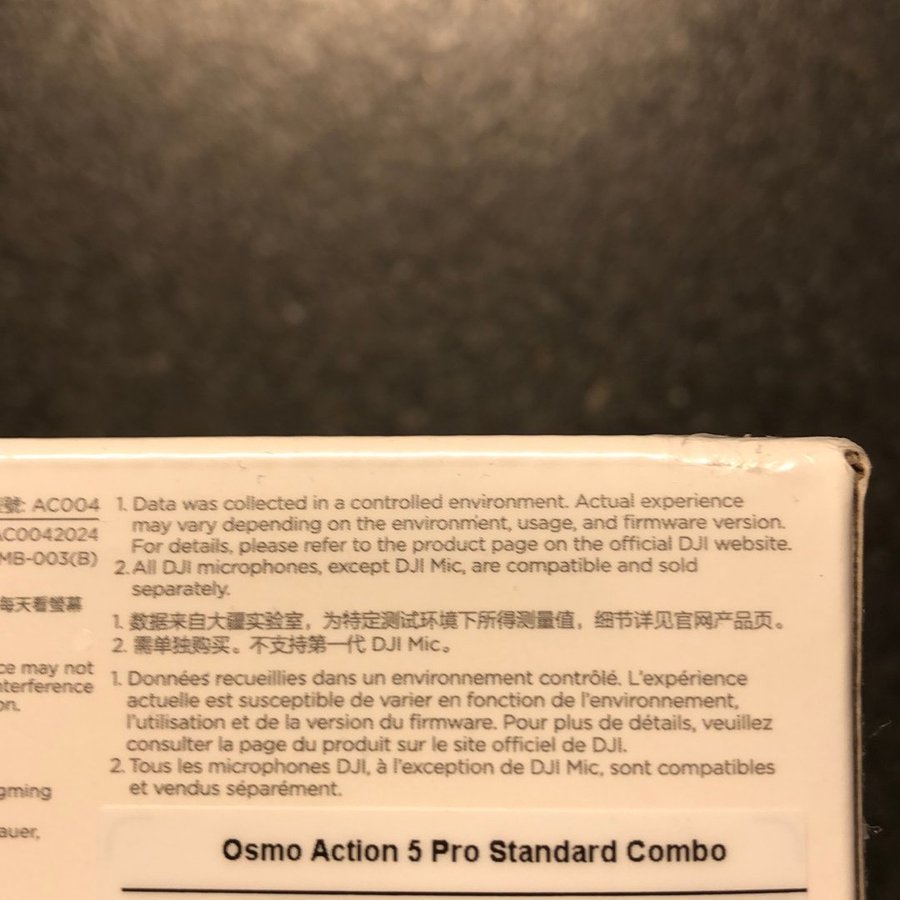 號: AC004
AC0042024
MB-003(B)
每天看螢幕
ce may not
nterference
on.
gming
auer,
1. Data was collected in a controlled environment. Actual experience
may vary depending on the environment, usage, and firmware version.
For details, please refer to the product page on the official DJI website.
2. All DJI microphones, except DJI Mic, are compatible and sold
separately.
1. 数据来自大疆实验室，为特定测试环境下所得测量值，细节详见官网产品页。
2. 需单独购买。不支持第一代 DJI Mic。
1. Données recueillies dans un environnement contrôlé. L'expérience
actuelle est susceptible de varier en fonction de l'environnement,
l'utilisation et de la version du firmware. Pour plus de détails, veuillez
consulter la page du produit sur le site officiel de DJI.
2. Tous les microphones DJI, à l'exception de DJI Mic, sont compatibles
et vendus séparément.
Osmo Action 5 Pro Standard Combo